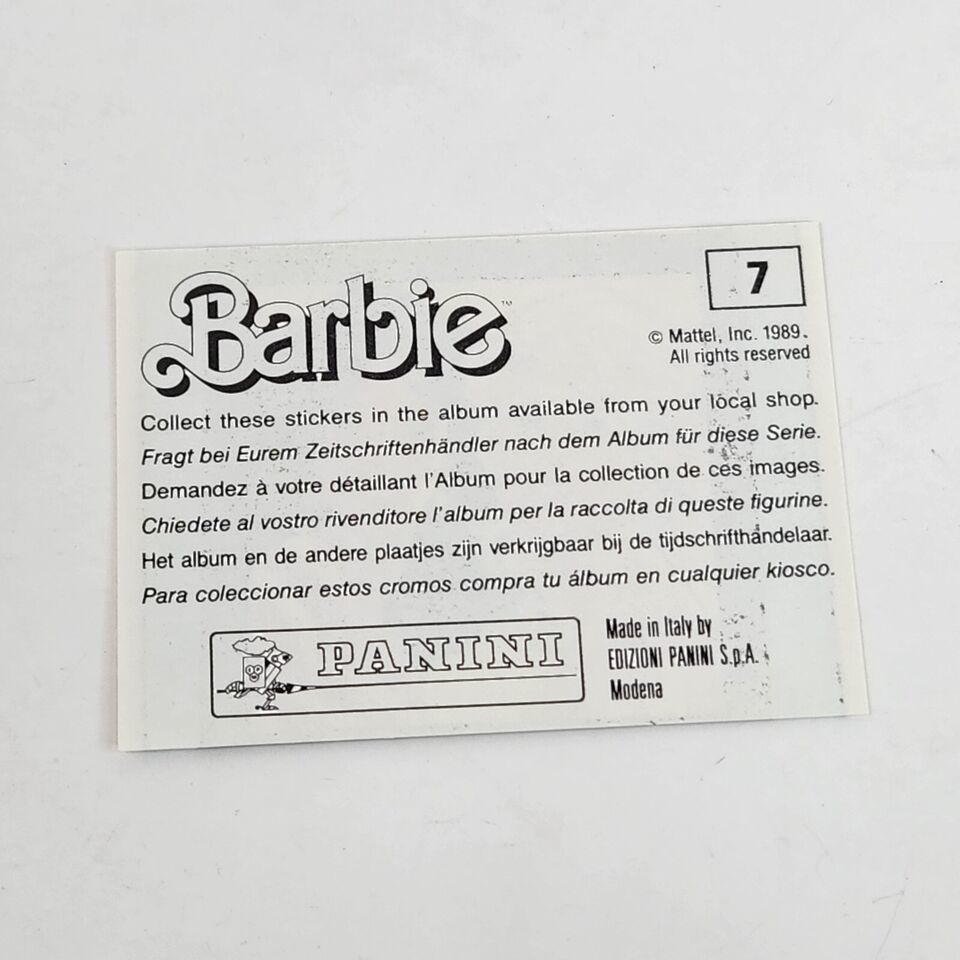 Barbie™
7
© Mattel, Inc. 1989.
All rights reserved
Collect these stickers in the album available from your local shop.
Fragt bei Eurem Zeitschriftenhändler nach dem Album für diese Serie.
Demandez à votre détaillant l'Album pour la collection de ces images.
Chiedete al vostro rivenditore l'album per la raccolta di queste figurine.
Het album en de andere plaatjes zijn verkrijgbaar bij de tijdschrifthandelaar.
Para coleccionar estos cromos compra tu álbum en cualquier kiosco.
PANINI
Made in Italy by
EDIZIONI PANINI S.p.A.
Modena